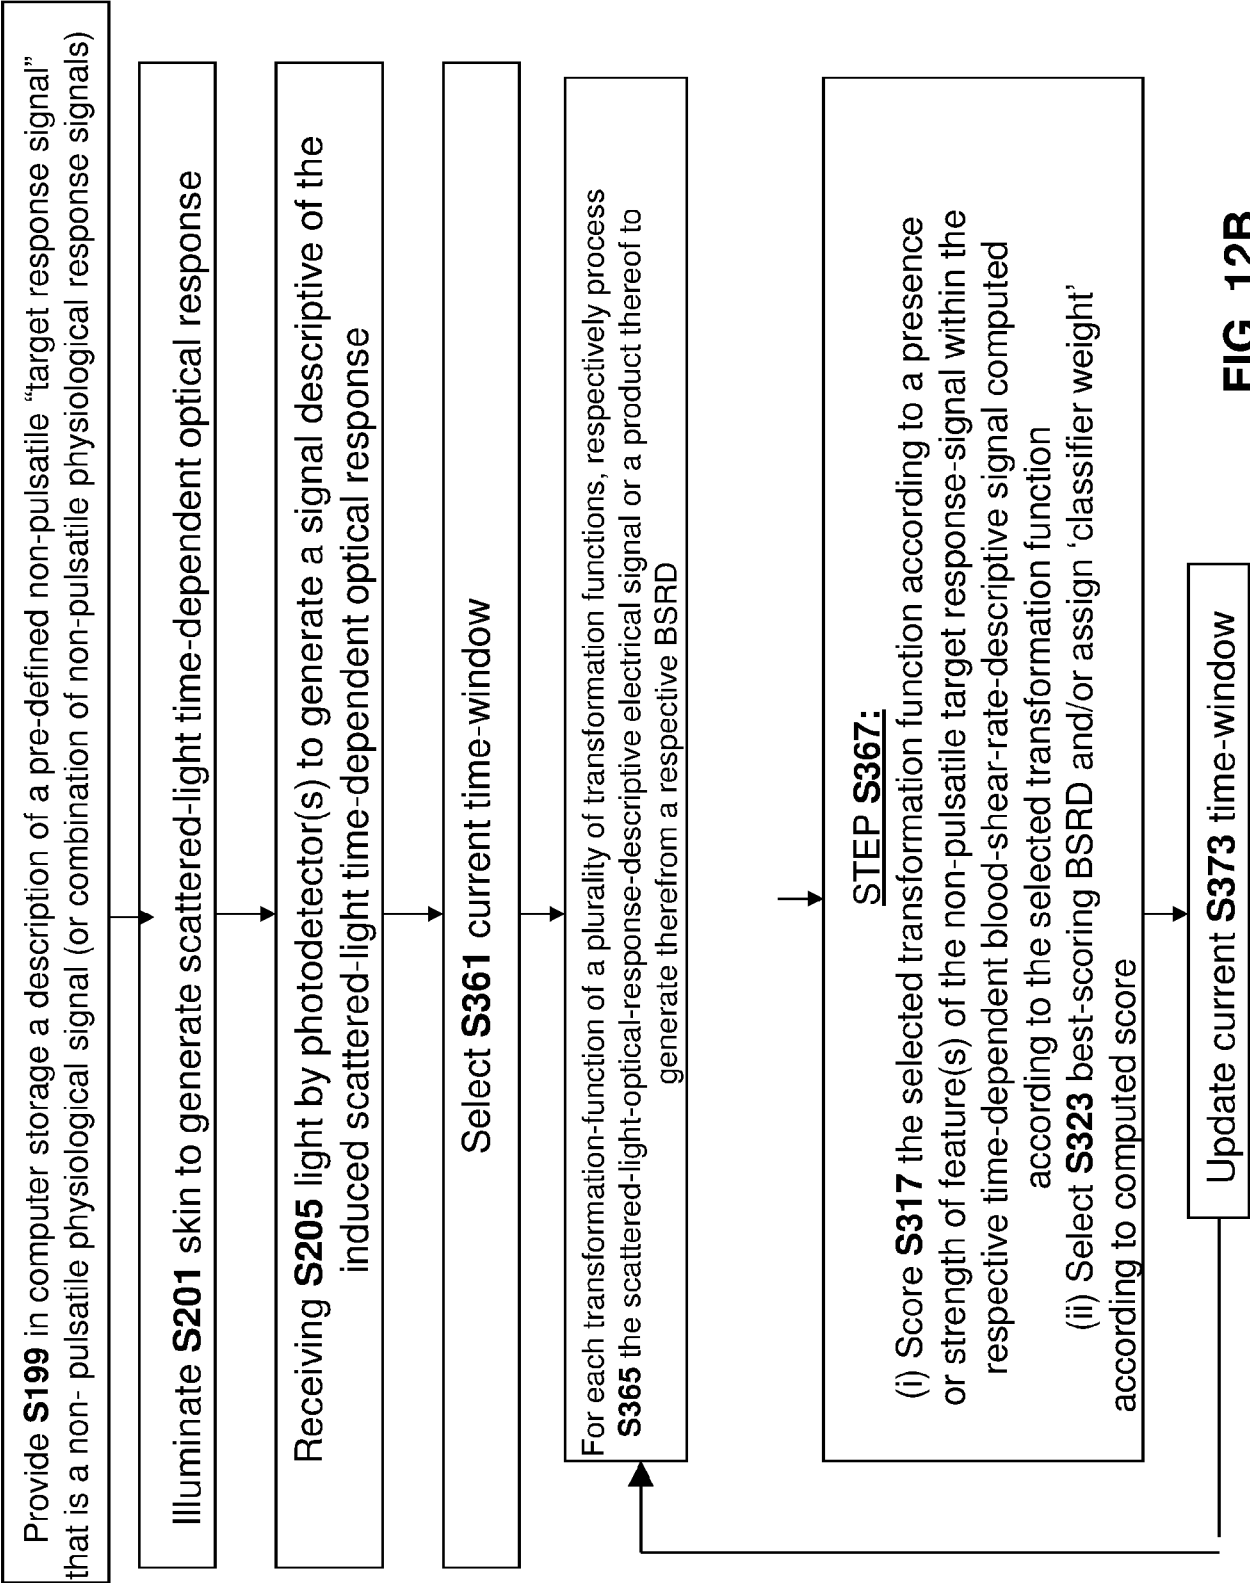 Provide S199 in computer storage a description of a pre-defined non-pulsatile “target response signal”
that is a non- pulsatile physiological signal (or combination of non-pulsatile physiological response signals)
Illuminate S201 skin to generate scattered-light time-dependent optical response
Receiving S205 light by photodetector(s) to generate a signal descriptive of the
induced scattered-light time-dependent optical response
Select S361 current time-window
For each transformation-function of a plurality of transformation functions, respectively process
S365 the scattered-light-optical-response-descriptive electrical signal or a product thereof to
generate therefrom a respective BSRD
STEP S367:
(i) Score S317 the selected transformation function according to a presence
or strength of feature(s) of the non-pulsatile target response-signal within the
respective time-dependent blood-shear-rate-descriptive signal computed
according to the selected transformation function
(ii) Select S323 best-scoring BSRD and/or assign ‘classifier weight’
according to computed score
Update current S373 time-window
FIG 12B